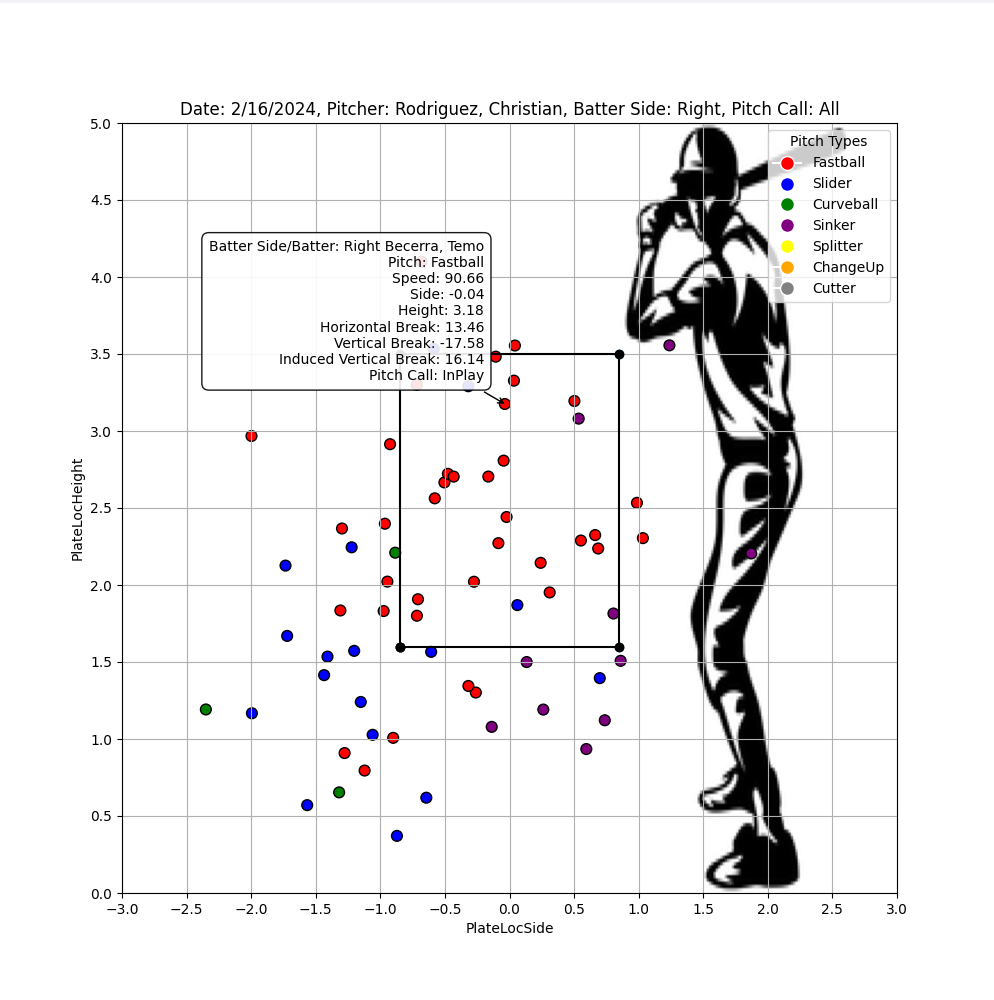 Date: 2/16/2024, Pitcher: Rodriguez, Christian, Batter Side: Right, Pitch Call: All
Pitch Types
Fastball
Slider
Curveball
Sinker
Splitter
ChangeUp
Cutter
Batter Side/Batter: Right Becerra, Temo
Pitch: Fastball
Speed: 90.66
Side: -0.04
Height: 3.18
Horizontal Break: 13.46
Vertical Break: -17.58
Induced Vertical Break: 16.14
Pitch Call: InPlay
PlateLocHeight
5.0
4.5
4.0
3.5
3.0
2.5
2.0
1.5
1.0
0.5
0.0
−3.0 −2.5 −2.0 −1.5 −1.0 −0.5 0.0 0.5 1.0 1.5 2.0 2.5 3.0
PlateLocSide